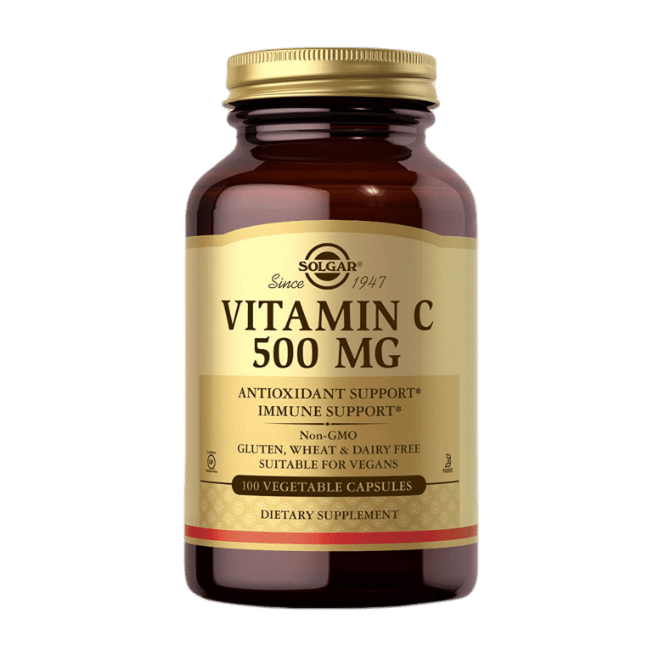 SOLGAR®
Since 1947
VITAMIN C
500 MG
ANTIOXIDANT SUPPORT*
IMMUNE SUPPORT*
Non-GMO
GLUTEN, WHEAT & DAIRY FREE
SUITABLE FOR VEGANS
100 VEGETABLE CAPSULES
DIETARY SUPPLEMENT